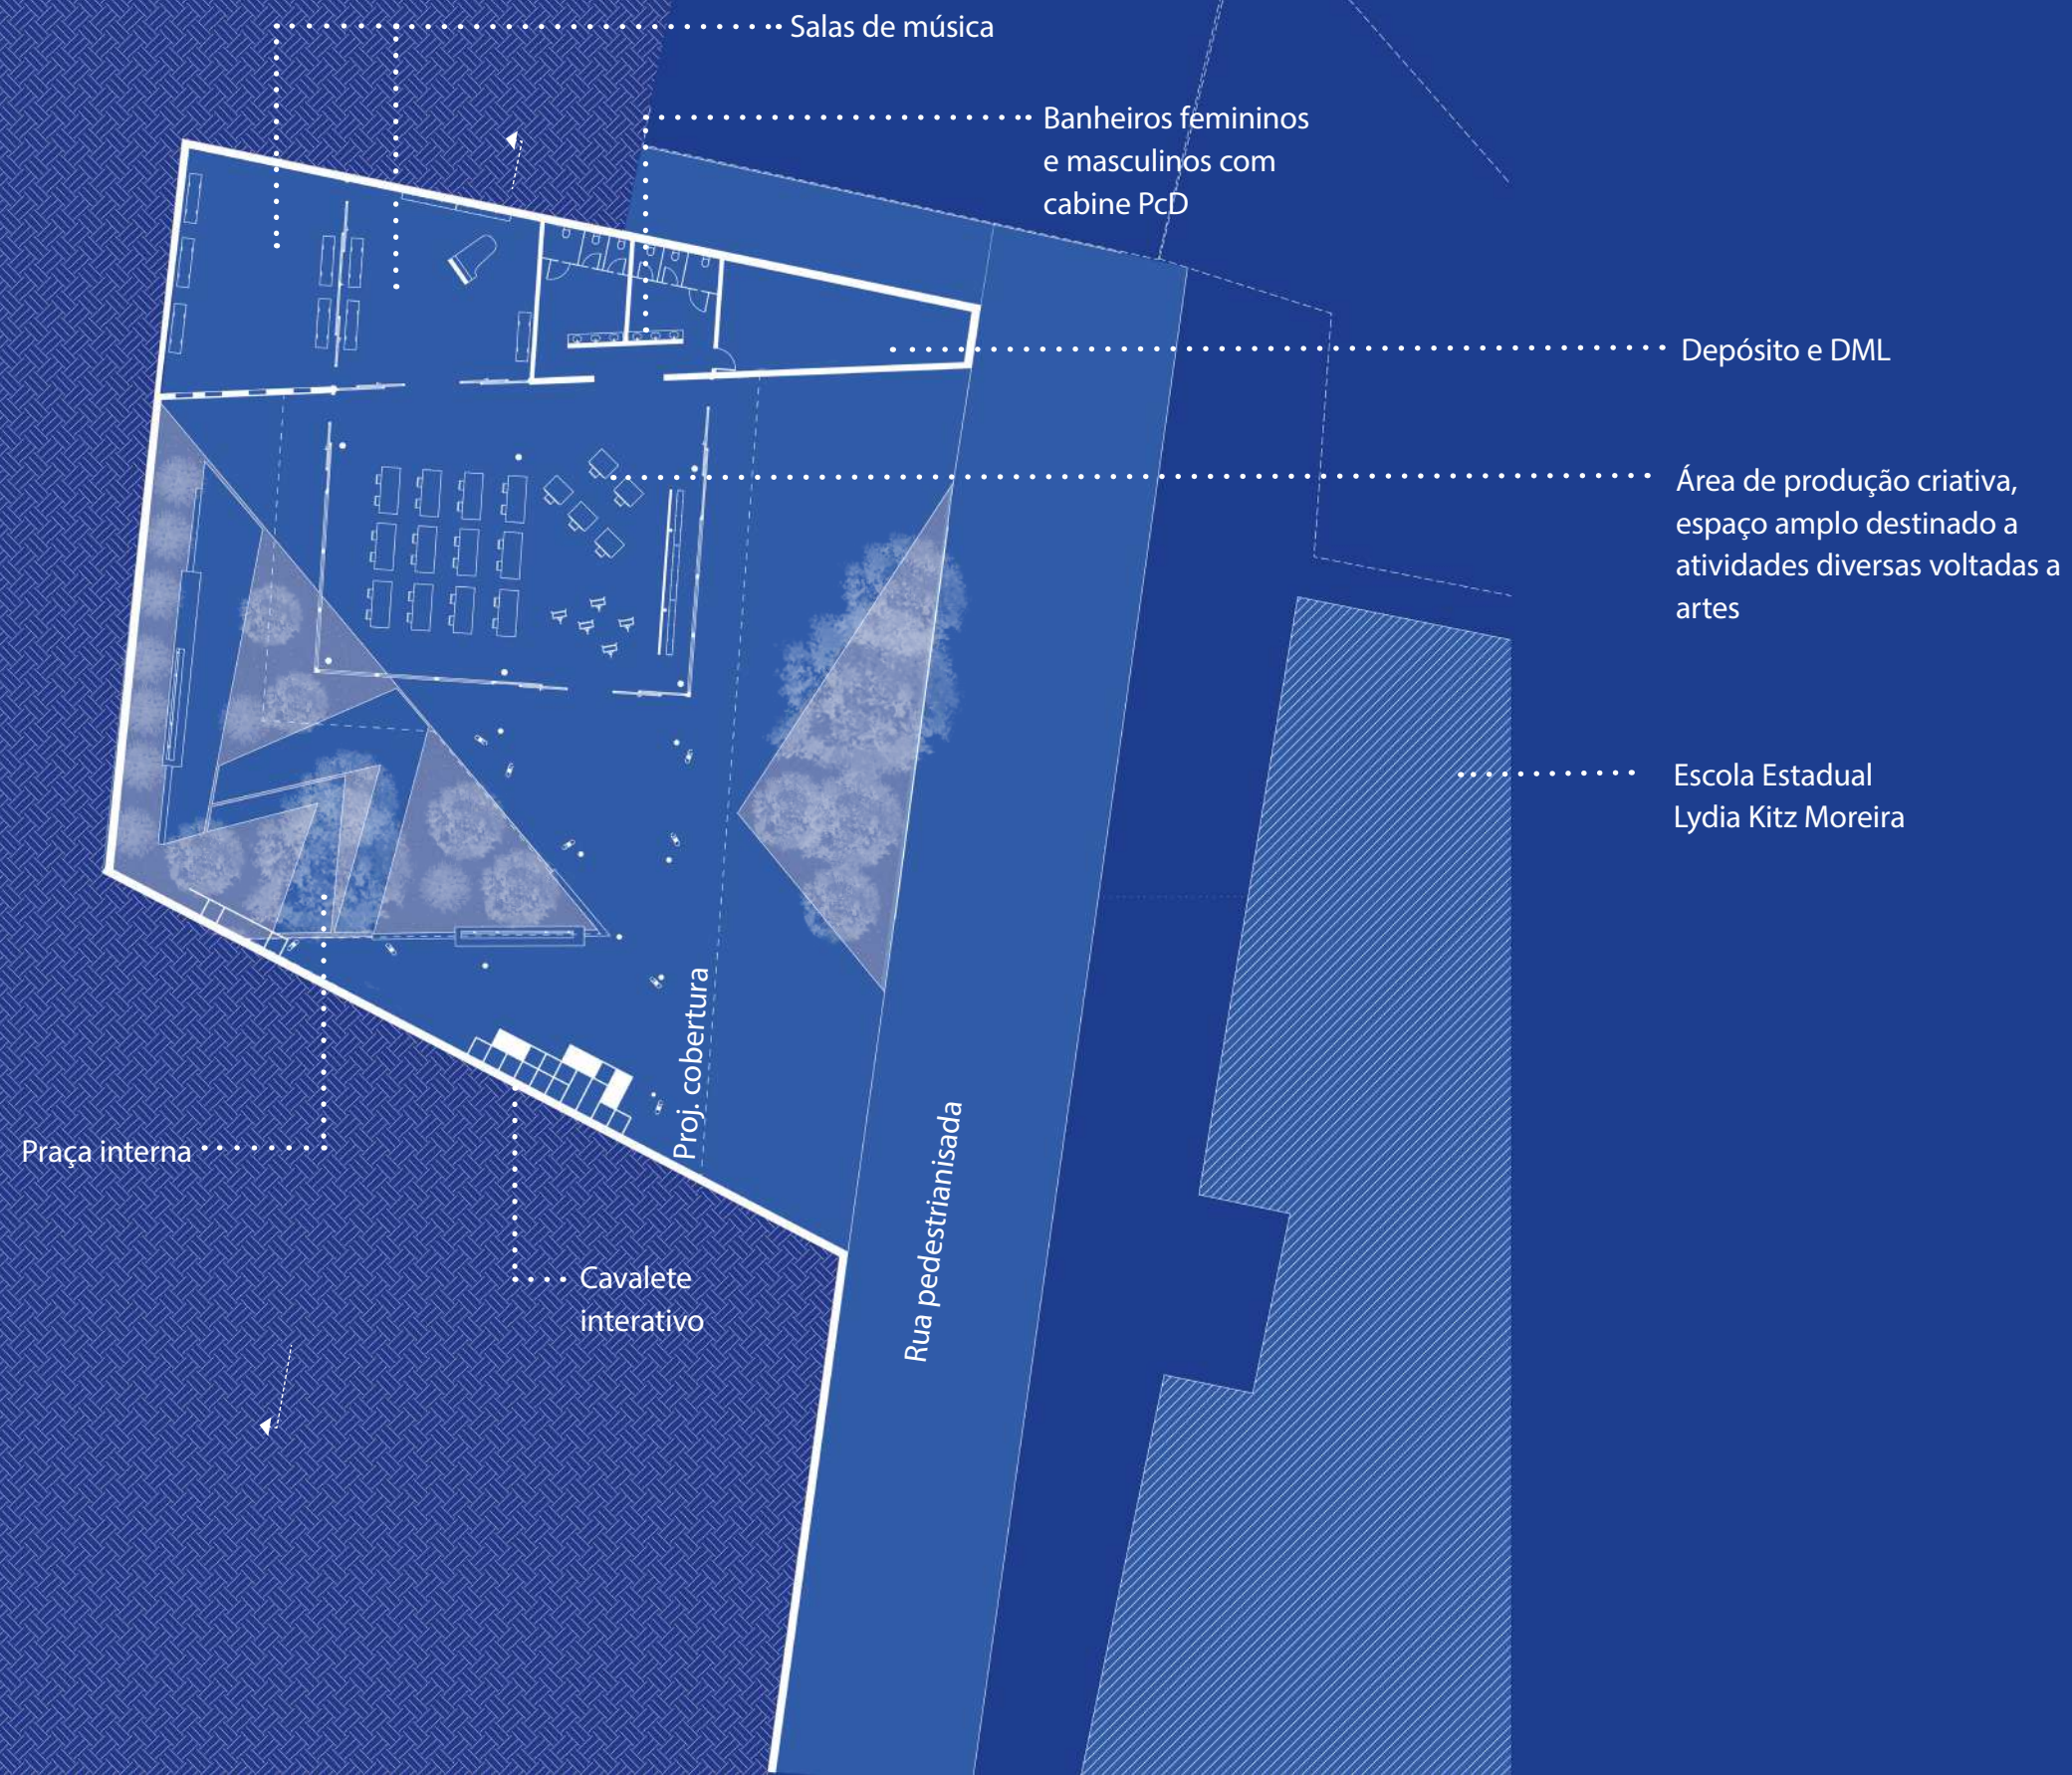 Salas de música
Banheiros femininos
e masculinos com
cabine PcD
Depósito e DML
Área de produção criativa,
espaço amplo destinado a
atividades diversas voltadas a
artes
Escola Estadual
Lydia Kitz Moreira
Proj. cobertura
Praça interna
Rua pedestrianisada
Cavalete
interativo